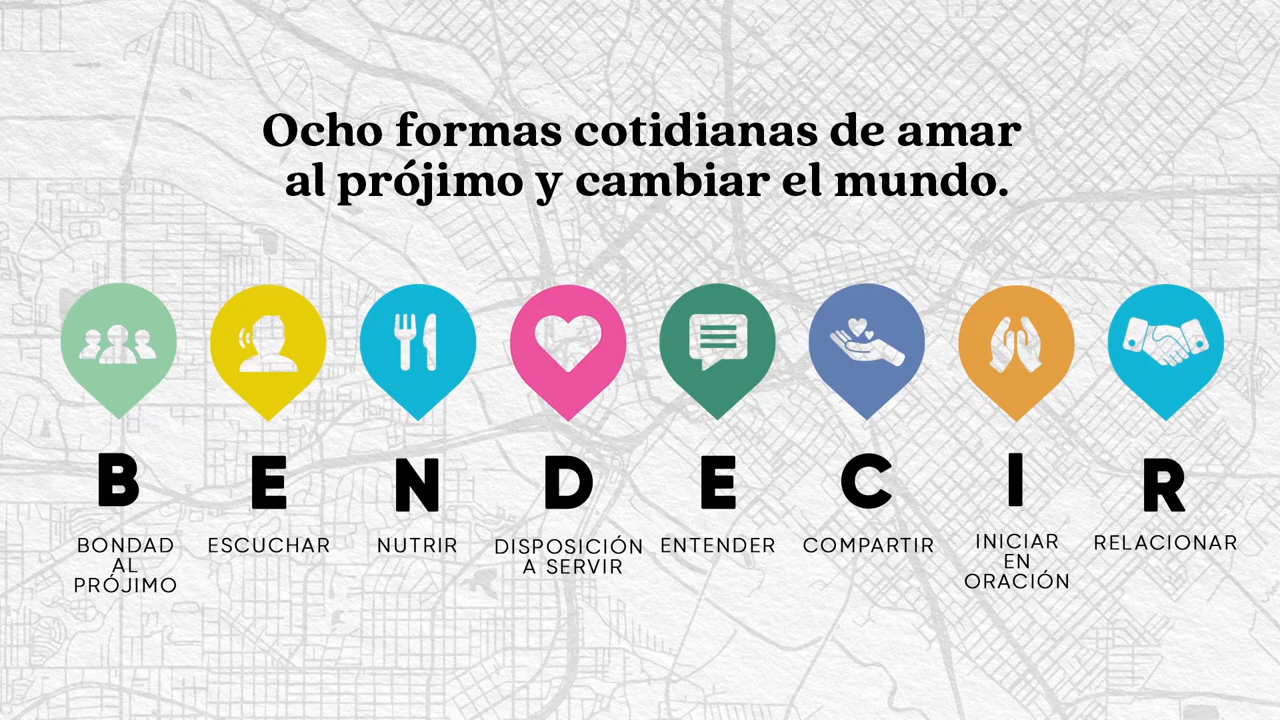 Ocho formas cotidianas de amar
al prójimo y cambiar el mundo.
B E N D E C I R
BONDAD
AL
PRÓJIMO
ESCUCHAR
NUTRIR
DISPOSICIÓN
A SERVIR
ENTENDER
COMPARTIR
INICIAR
EN
ORACIÓN
RELACIONAR